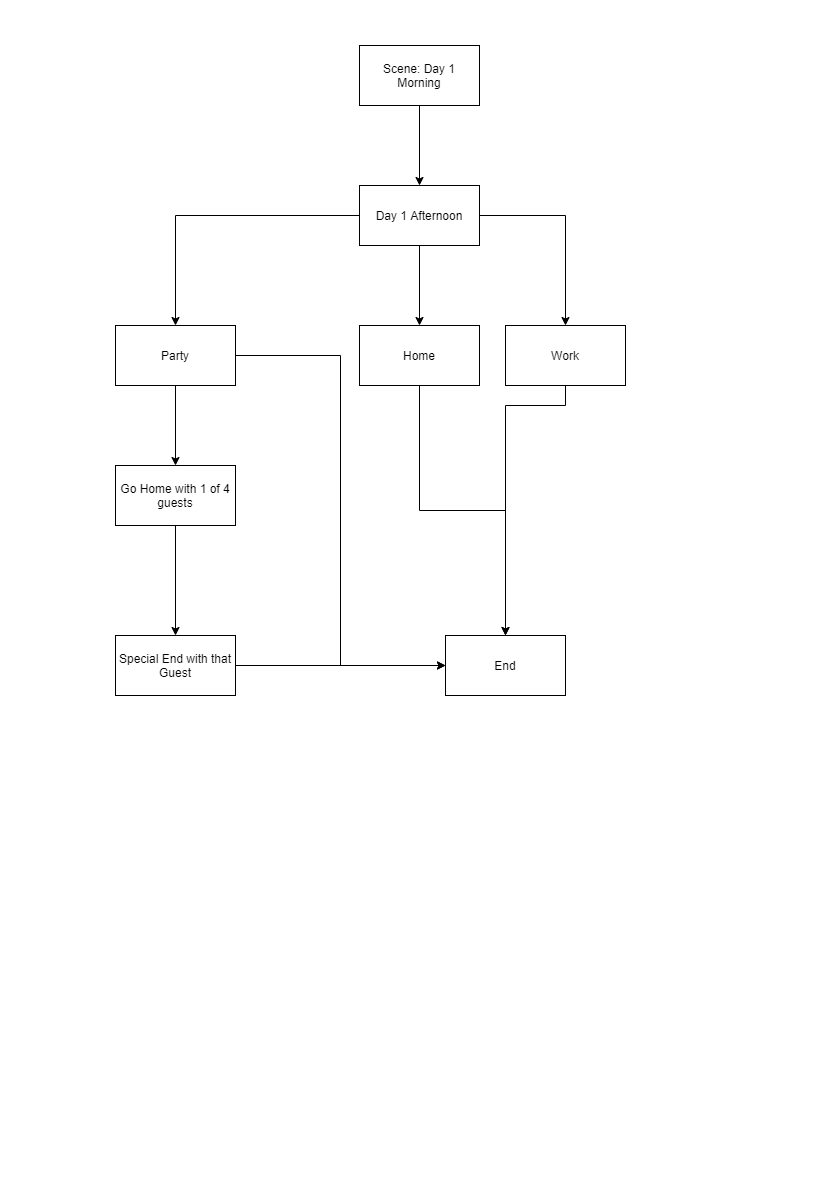 Scene: Day 1
Morning
Day 1 Afternoon
Party
Home
Work
Go Home with 1 of 4
guests
Special End with that
Guest
End